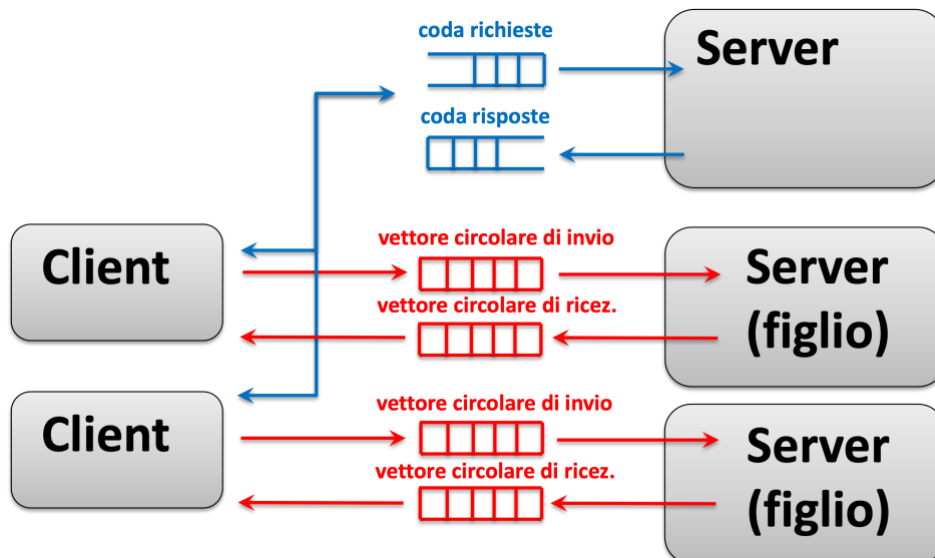 coda richieste
Server
coda risposte
Client
vettore circolare di invio
vettore circolare di ricez.
Server
(figlio)
Client
vettore circolare di invio
vettore circolare di ricez.
Server
(figlio)